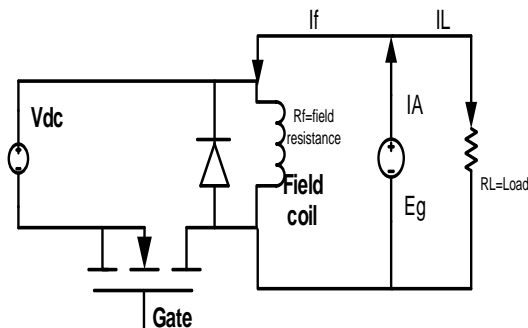 If
IL
Vdc
Rf=field
resistance
IA
Field
coil
Eg
RL=Load
Gate